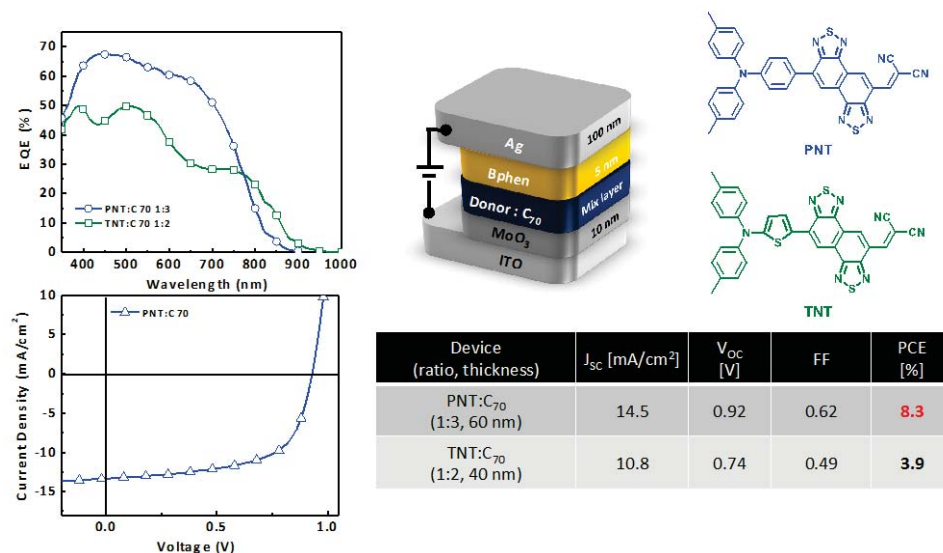 70
60
50
40
30
20
10
0
EQE (%)
PNT:C 70 1:3
TNT:C70 1:2
400 500 600 700 800 900 1000
Wavelength (nm)
10
5
0
-5
-10
-15
Current Density (mA/cm²)
PNT:C 70
0.0 0.5 1.0
Voltage (V)
Ag
100 nm
Bphen
5 nm
Donor : C₇₀
Mix layer
MoO₃
10 nm
ITO
N S N
N
NC
CN
N S N
PNT
N S N
N
S
NC
CN
N S N
TNT
Device
(ratio, thickness)
J_SC [mA/cm²]
V_OC
[V]
FF
PCE
[%]
PNT:C₇₀
(1:3, 60 nm)
14.5
0.92
0.62
8.3
TNT:C₇₀
(1:2, 40 nm)
10.8
0.74
0.49
3.9